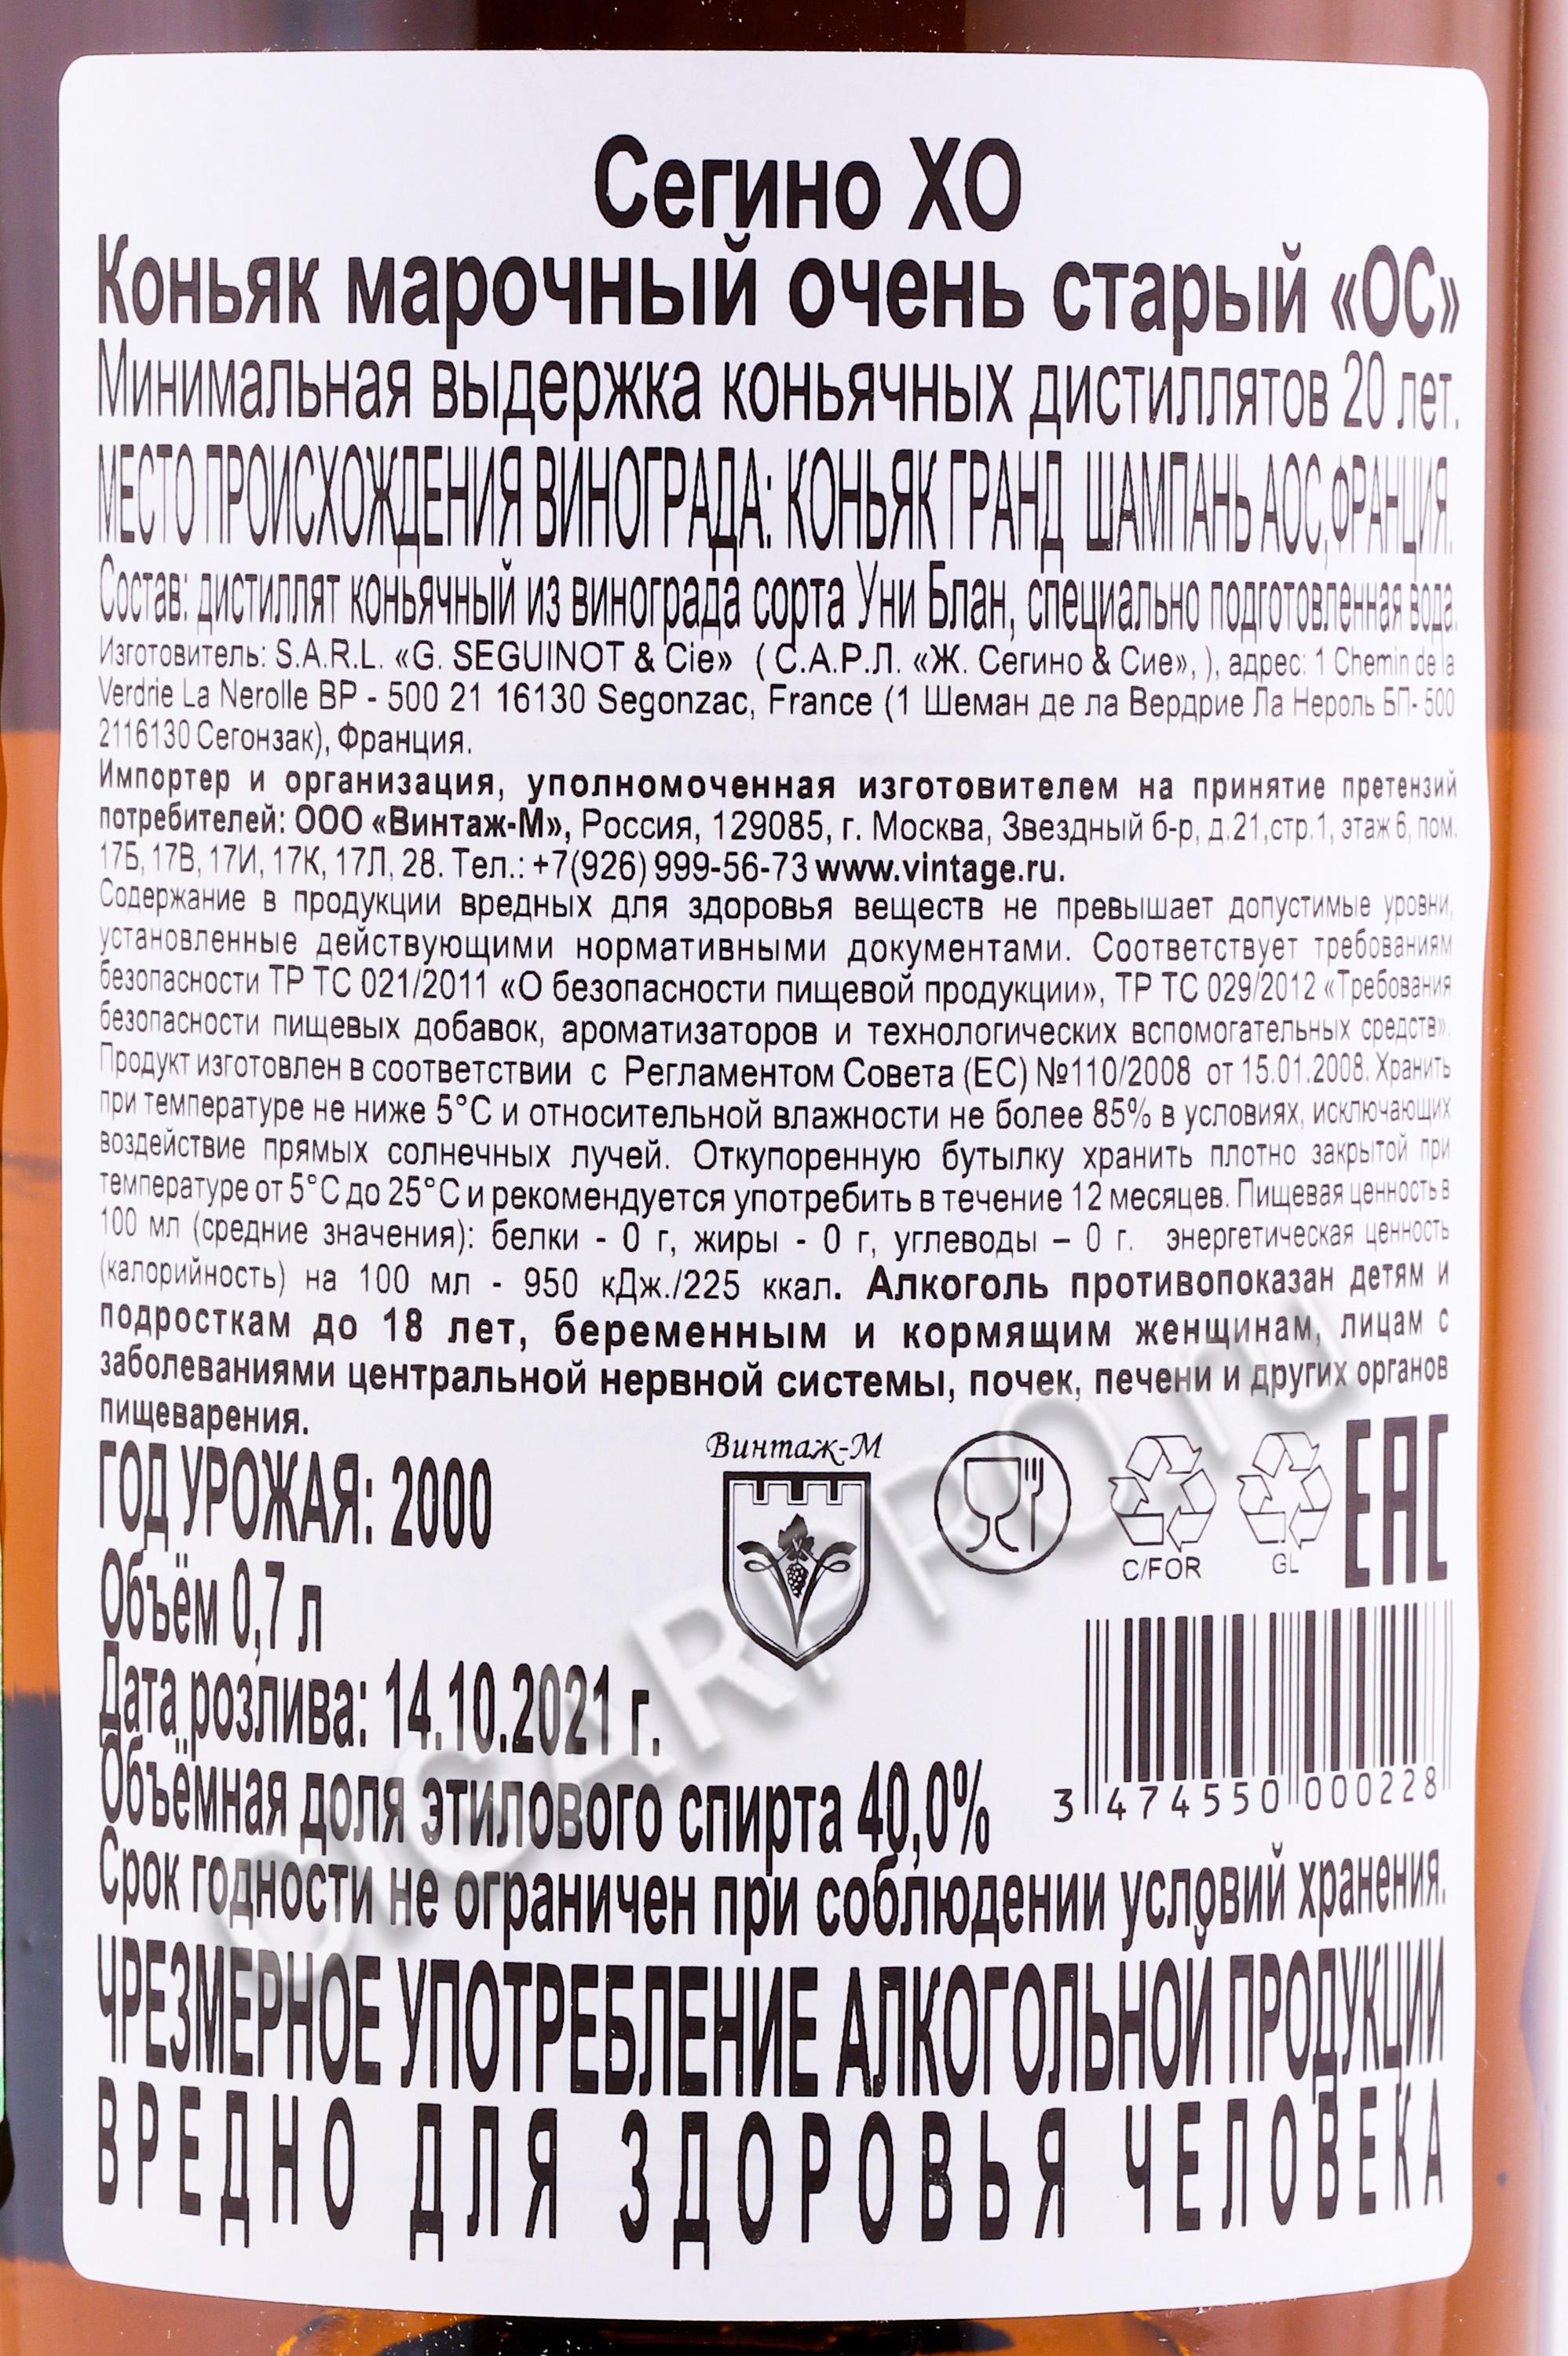 Сегино ХО
Коньяк марочный очень старый «ОС»
Минимальная выдержка коньячных дистиллятов 20 лет.
МЕСТО ПРОИСХОЖДЕНИЯ ВИНОГРАДА: КОНЬЯК ГРАНД ШАМПАНЬ АОС, ФРАНЦИЯ.
Состав: дистиллят коньячный из винограда сорта Уни Блан, специально подготовленная вода.
Изготовитель: S.A.R.L. «G. SEGUINOT & Cie» ( С.А.Р.Л. «Ж. Сегино & Сие», ), адрес: 1 Chemin de la
Verdrie La Nerolle BP - 500 21 16130 Segonzac, France (1 Шеман де ла Вердрие Ла Нероль БП- 500
2116130 Сегонзак), Франция.
Импортер и организация, уполномоченная изготовителем на принятие претензий
потребителей: ООО «Винтаж-М», Россия, 129085, г. Москва, Звездный б-р, д.21,стр.1, этаж 6, пом.
17Б, 17В, 17И, 17К, 17Л, 28. Тел.: +7(926) 999-56-73 www.vintage.ru.
Содержание в продукции вредных для здоровья веществ не превышает допустимые уровни,
установленные действующими нормативными документами. Соответствует требованиям
безопасности ТР ТС 021/2011 «О безопасности пищевой продукции», ТР ТС 029/2012 «Требования
безопасности пищевых добавок, ароматизаторов и технологических вспомогательных средств».
Продукт изготовлен в соответствии с Регламентом Совета (ЕС) №110/2008 от 15.01.2008. Хранить
при температуре не ниже 5°С и относительной влажности не более 85% в условиях, исключающих
воздействие прямых солнечных лучей. Откупоренную бутылку хранить плотно закрытой при
температуре от 5°С до 25°С и рекомендуется употребить в течение 12 месяцев. Пищевая ценность в
100 мл (средние значения): белки - 0 г, жиры - 0 г, углеводы – 0 г. энергетическая ценность
(калорийность) на 100 мл - 950 кДж./225 ккал. Алкоголь противопоказан детям и
подросткам до 18 лет, беременным и кормящим женщинам, лицам с
заболеваниями центральной нервной системы, почек, печени и других органов
пищеварения.
ГОД УРОЖАЯ: 2000
Винтаж-М
C/FOR
GL
EAC
Объём 0,7 л
Дата розлива: 14.10.2021 г.
Объёмная доля этилового спирта 40,0%
3 474550 000228
Срок годности не ограничен при соблюдении условий хранения.
ЧРЕЗМЕРНОЕ УПОТРЕБЛЕНИЕ АЛКОГОЛЬНОЙ ПРОДУКЦИИ
ВРЕДНО ДЛЯ ЗДОРОВЬЯ ЧЕЛОВЕКА
CIGARPRO.ru